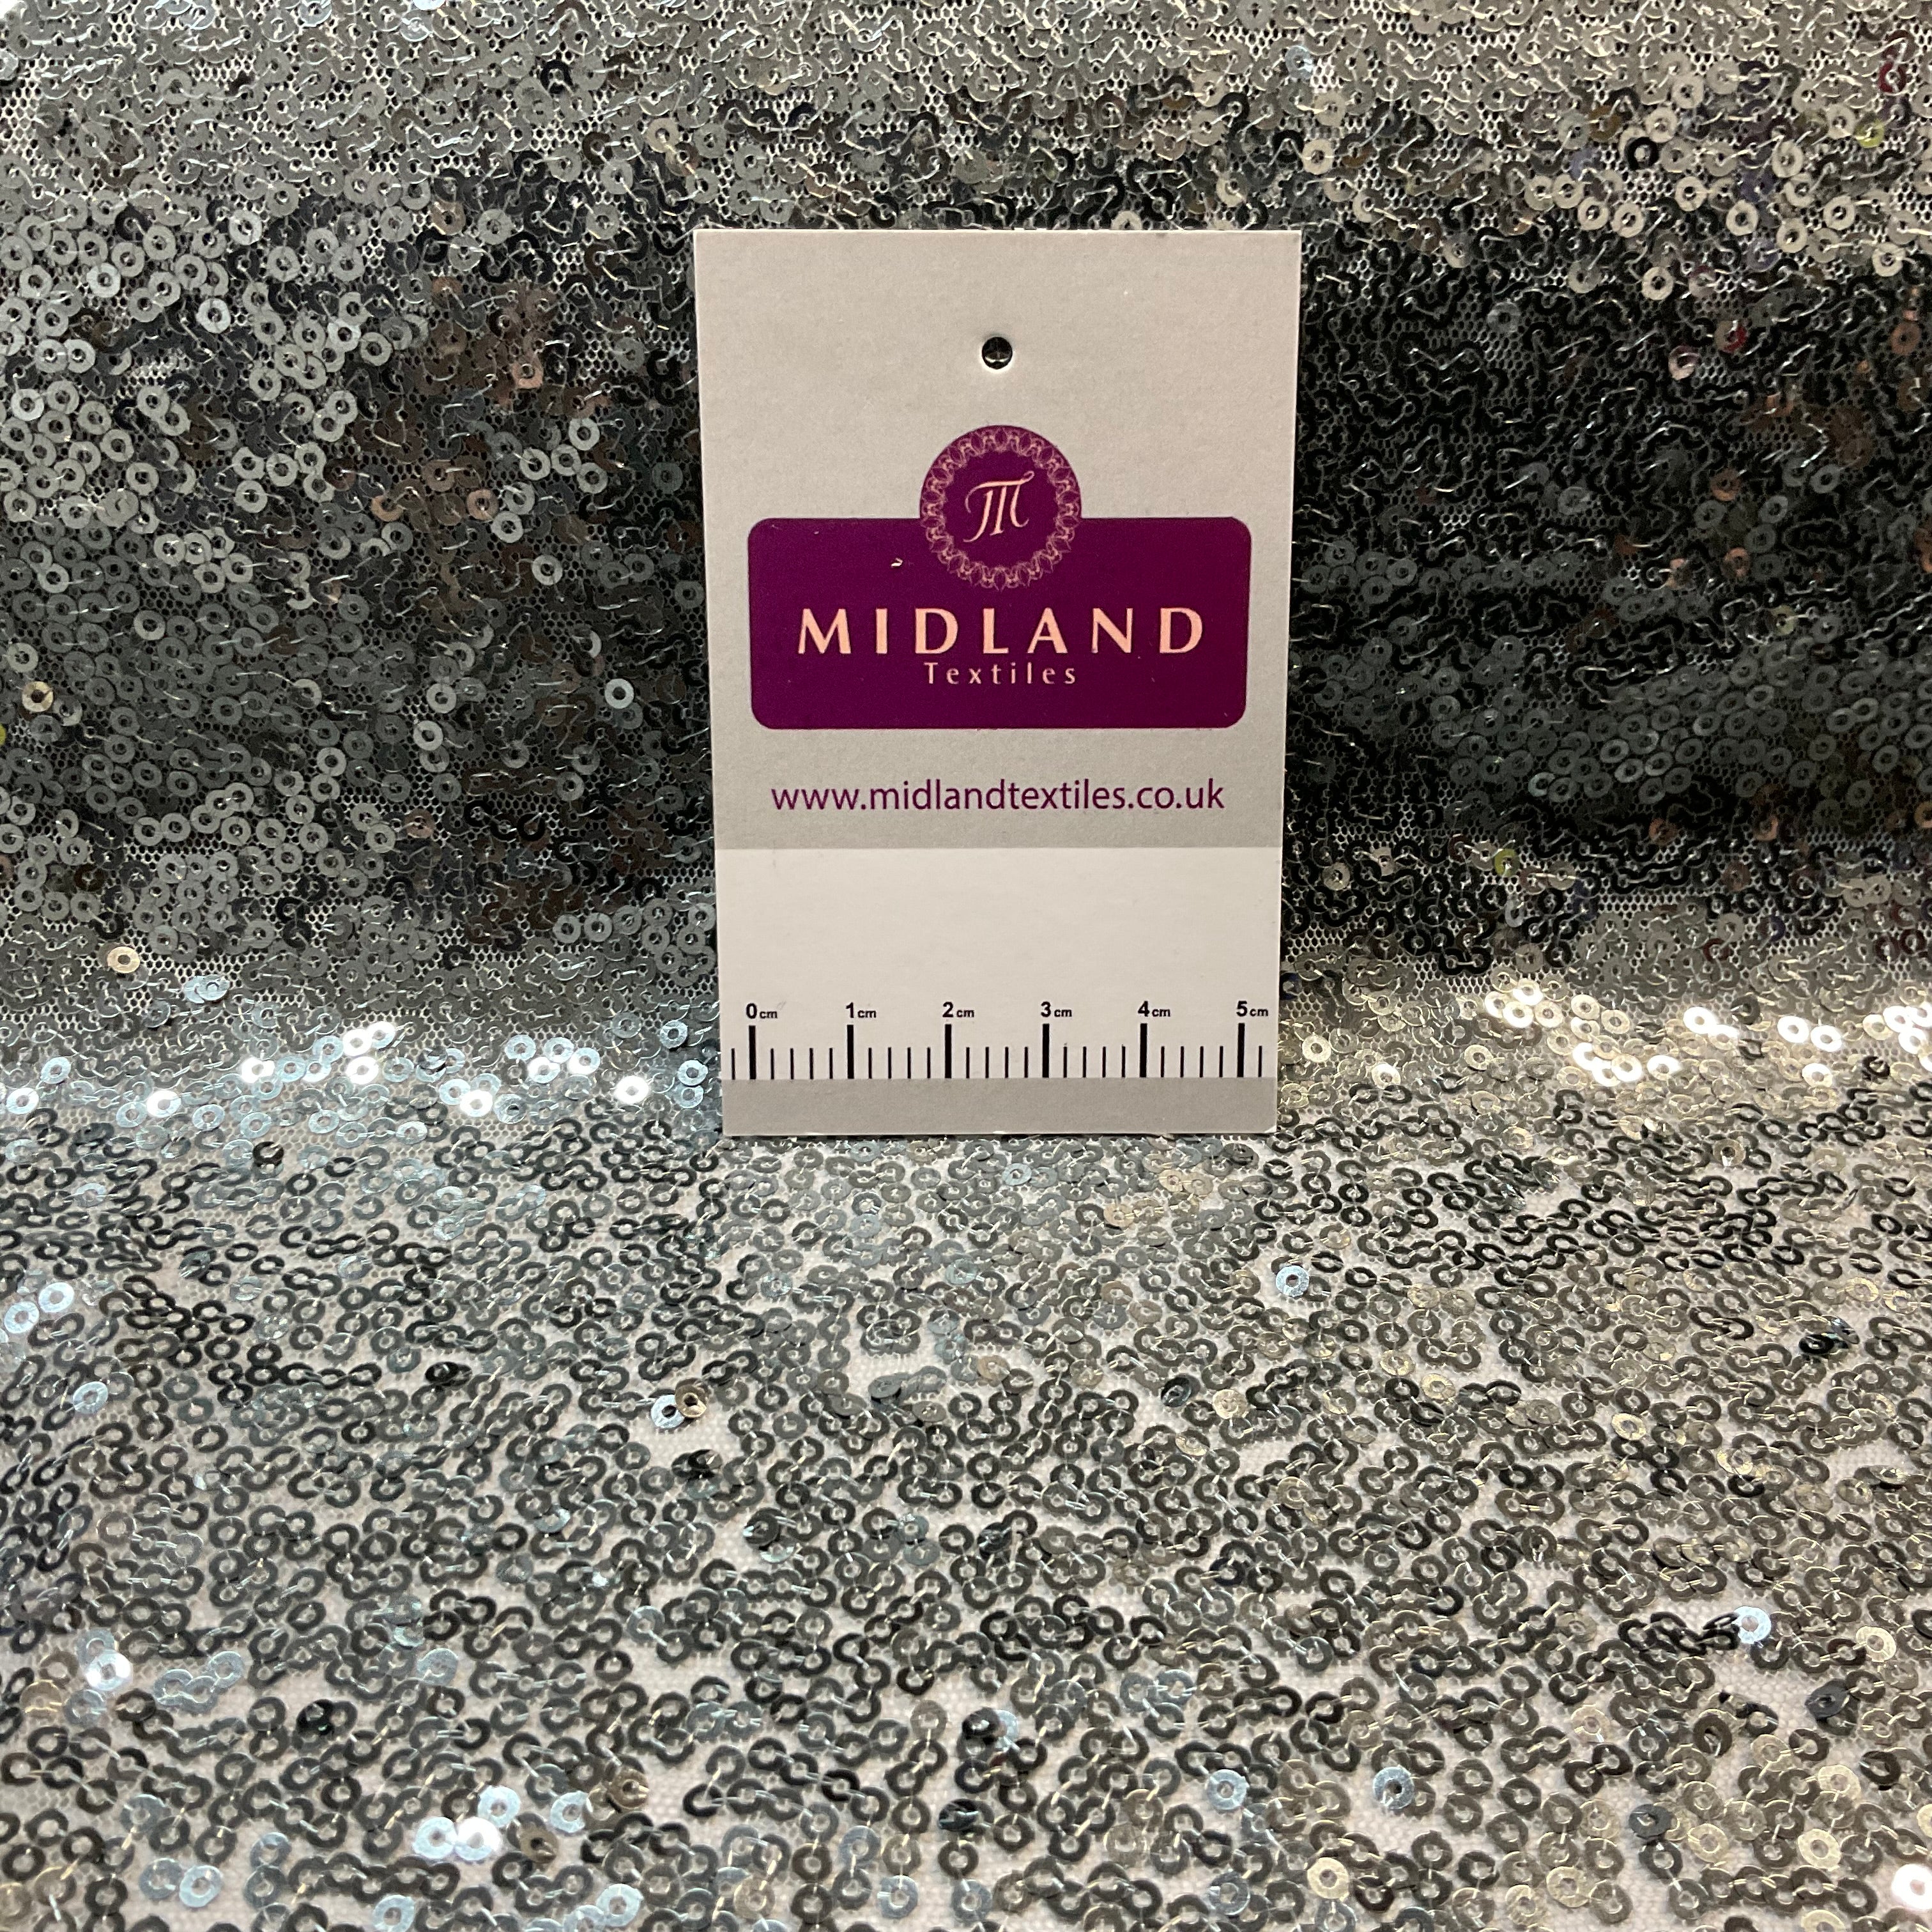 M
MIDLAND
Textiles
www.midlandtextiles.co.uk
0cm 1cm 2cm 3cm 4cm 5cm